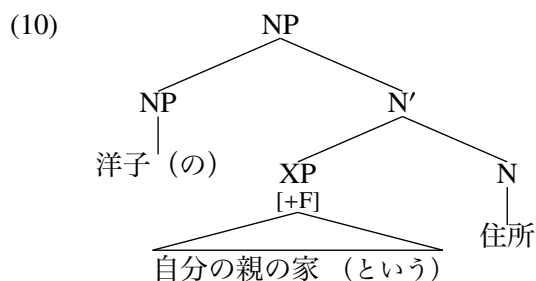 (10) NP
NP N′
洋子（の） XP N
[+F]
住所
自分の親の家 （という）